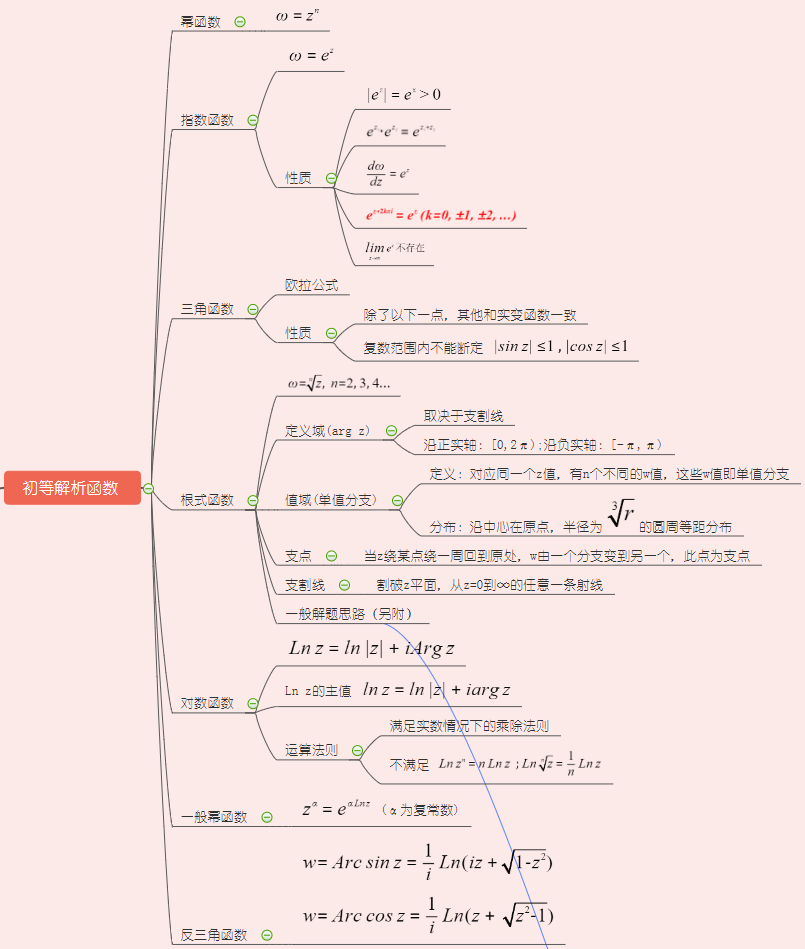 初等解析函数
幂函数 ω = zⁿ
指数函数
ω = e^z
性质
|e^z| = e^x > 0
e^{z₁}·e^{z₂} = e^{z₁+z₂}
dω/dz = e^z
e^{z+2kπi} = e^z (k=0, ±1, ±2, ...)
lim_{z→∞} e^z 不存在
三角函数
欧拉公式
性质
除了以下一点，其他和实变函数一致
复数范围内不能断定 |sin z| ≤1 ,|cos z| ≤1
根式函数
ω=ⁿ√z, n=2,3,4...
定义域(arg z)
取决于支割线
沿正实轴: [0,2π);沿负实轴: [-π, π)
值域(单值分支)
定义: 对应同一个z值，有n个不同的w值，这些w值即单值分支
分布: 沿中心在原点，半径为 ³√r 的圆周等距分布
支点 当z绕某点绕一周回到原处，w由一个分支变到另一个，此点为支点
支割线 割破z平面，从z=0到∞的任意一条射线
一般解题思路（另附）
对数函数
Ln z = ln |z| + iArg z
Ln z的主值 ln z = ln |z| + iarg z
运算法则
满足实数情况下的乘除法则
不满足 Ln zⁿ = n Ln z ; Ln ⁿ√z = 1/n Ln z
一般幂函数 z^α = e^{αLnz} （α为复常数）
反三角函数
w= Arc sin z = 1/i Ln(iz + √(1-z²))
w= Arc cos z = 1/i Ln(z + √(z²-1))